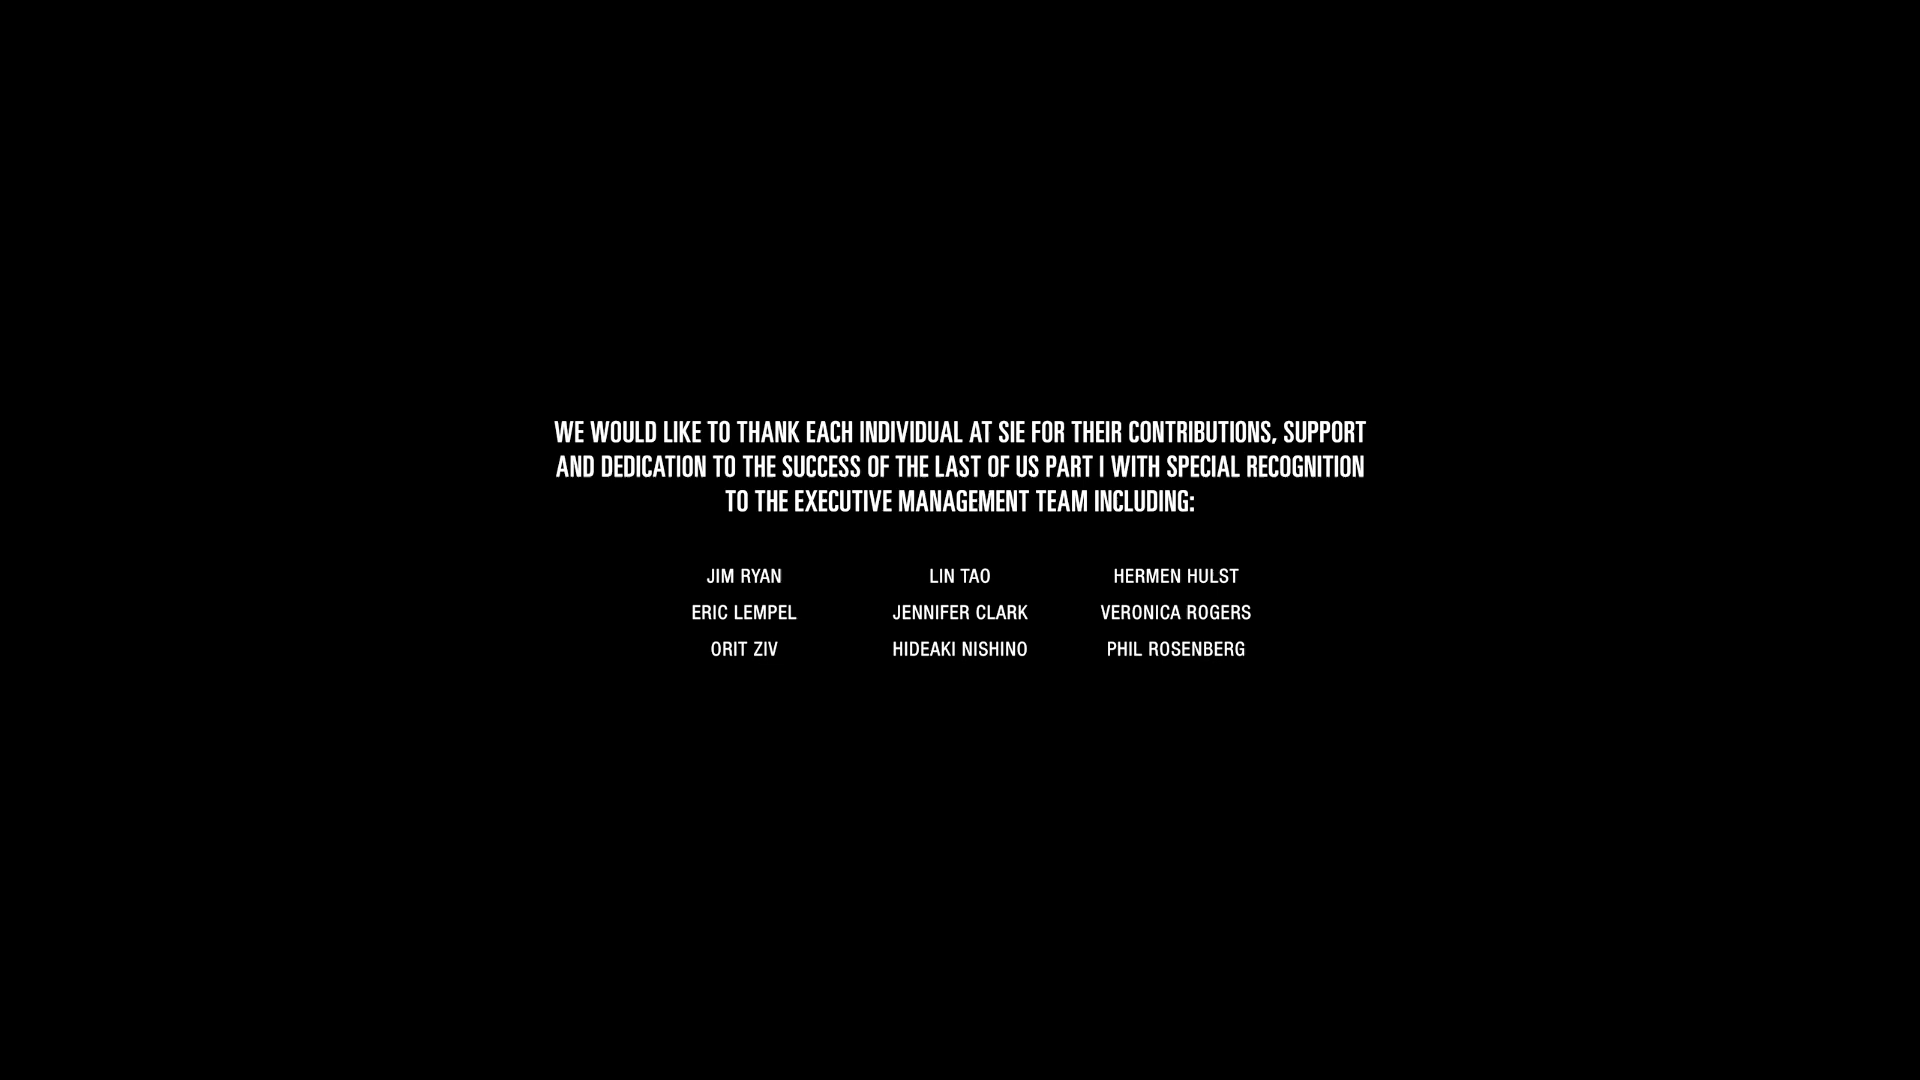 WE WOULD LIKE TO THANK EACH INDIVIDUAL AT SIE FOR THEIR CONTRIBUTIONS, SUPPORT
AND DEDICATION TO THE SUCCESS OF THE LAST OF US PART I WITH SPECIAL RECOGNITION
TO THE EXECUTIVE MANAGEMENT TEAM INCLUDING:
JIM RYAN LIN TAO HERMEN HULST
ERIC LEMPEL JENNIFER CLARK VERONICA ROGERS
ORIT ZIV HIDEAKI NISHINO PHIL ROSENBERG